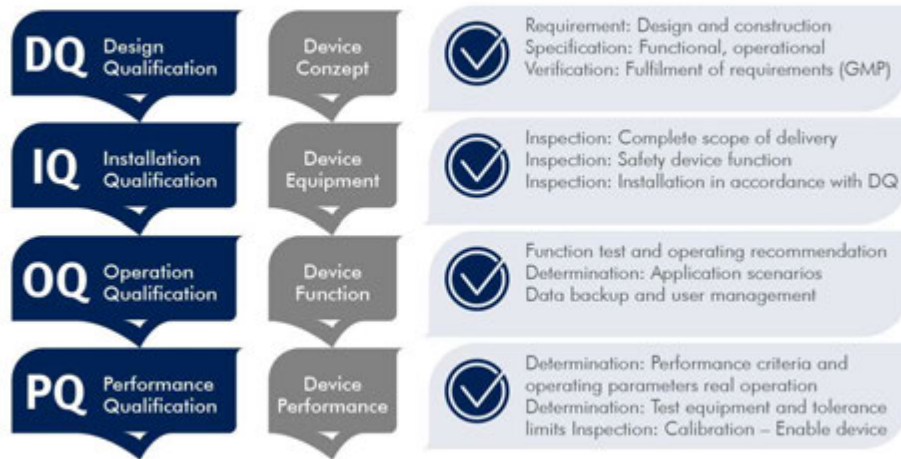 DQ Design Qualification
Device Conzept
Requirement: Design and construction
Specification: Functional, operational
Verification: Fulfilment of requirements (GMP)
IQ Installation Qualification
Device Equipment
Inspection: Complete scope of delivery
Inspection: Safety device function
Inspection: Installation in accordance with DQ
OQ Operation Qualification
Device Function
Function test and operating recommendation
Determination: Application scenarios
Data backup and user management
PQ Performance Qualification
Device Performance
Determination: Performance criteria and
operating parameters real operation
Determination: Test equipment and tolerance
limits Inspection: Calibration – Enable device